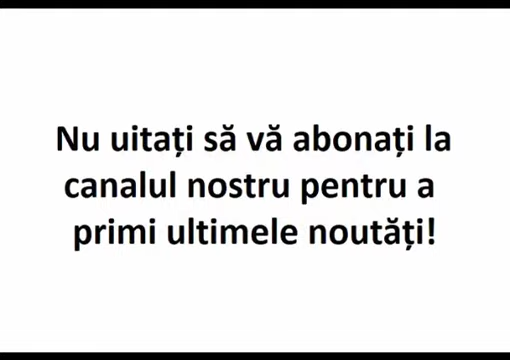 Nu uitați să vă abonați la
canalul nostru pentru a
primi ultimele noutăți!